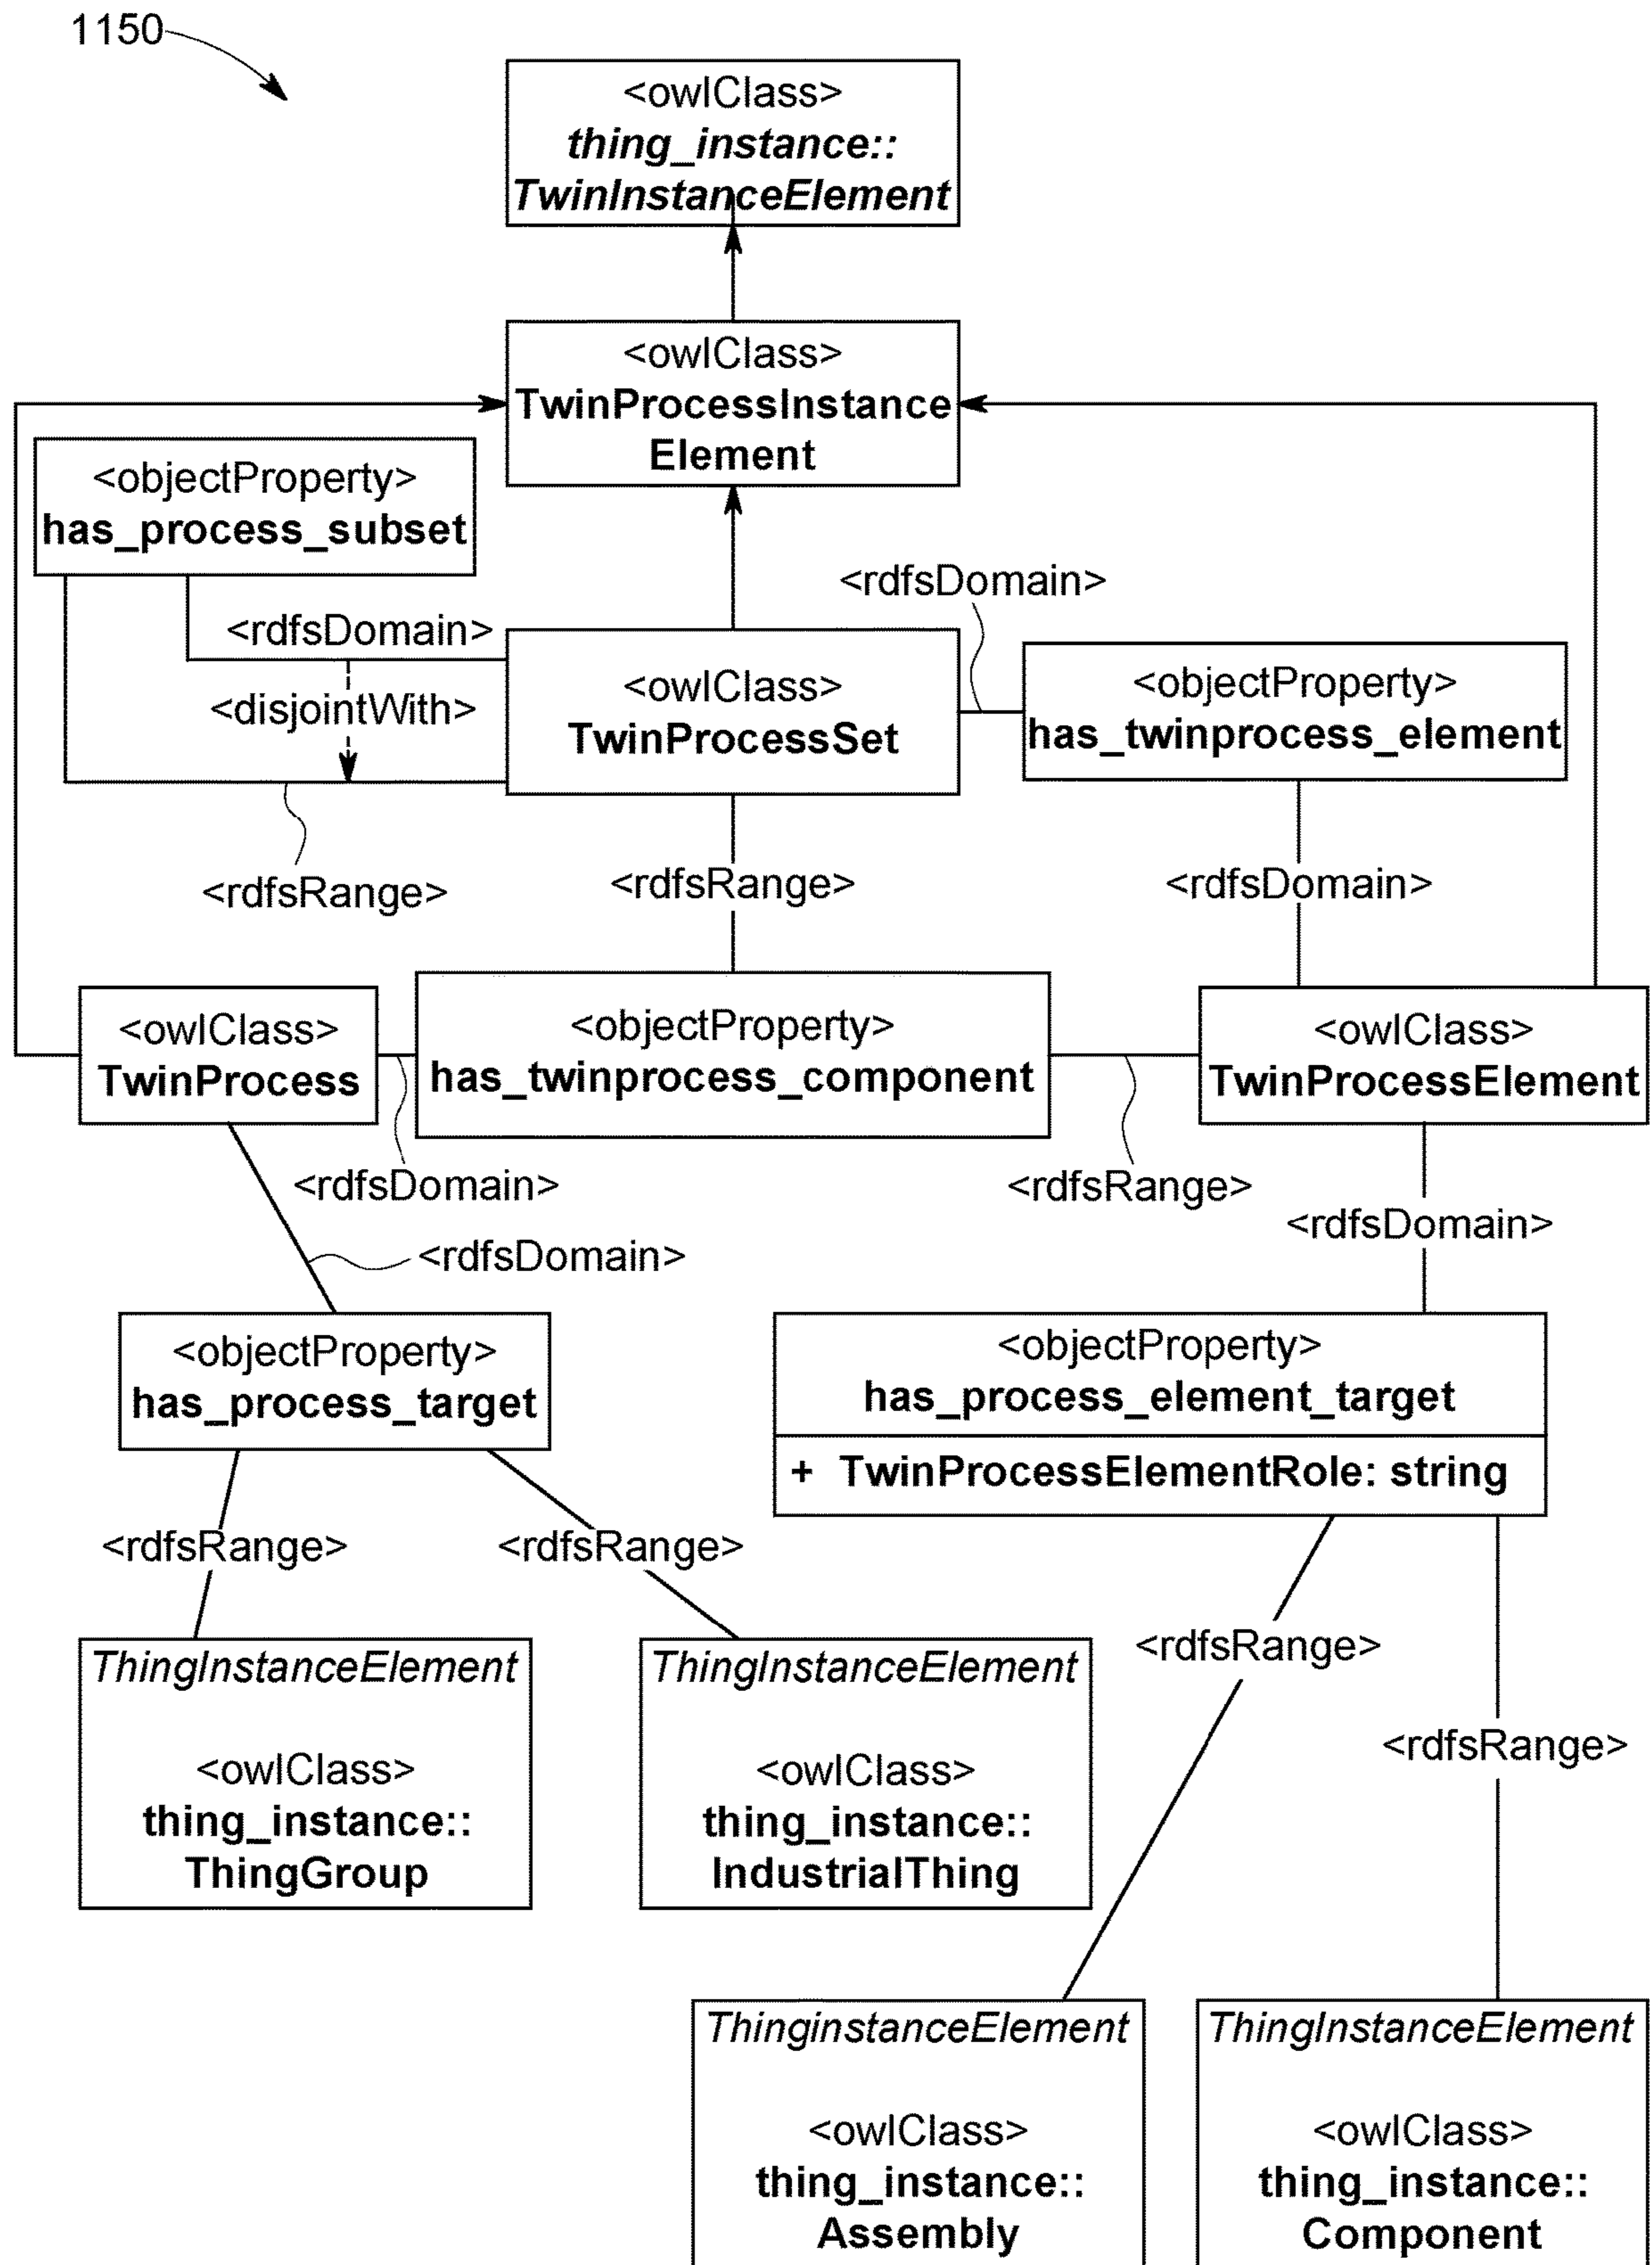 1150
<owlClass>
thing_instance::
TwinInstanceElement
<owlClass>
TwinProcessInstance
Element
<objectProperty>
has_process_subset
<rdfsDomain>
<rdfsDomain>
<disjointWith>
<owlClass>
TwinProcessSet
<objectProperty>
has_twinprocess_element
<rdfsRange>
<rdfsRange>
<rdfsDomain>
<owlClass>
TwinProcess
<objectProperty>
has_twinprocess_component
<owlClass>
TwinProcessElement
<rdfsDomain>
<rdfsRange>
<rdfsDomain>
<rdfsDomain>
<objectProperty>
has_process_target
<objectProperty>
has_process_element_target
+ TwinProcessElementRole: string
<rdfsRange>
<rdfsRange>
<rdfsRange>
<rdfsRange>
ThingInstanceElement
<owlClass>
thing_instance::
ThingGroup
ThingInstanceElement
<owlClass>
thing_instance::
IndustrialThing
ThinginstanceElement
<owlClass>
thing_instance::
Assembly
ThingInstanceElement
<owlClass>
thing_instance::
Component